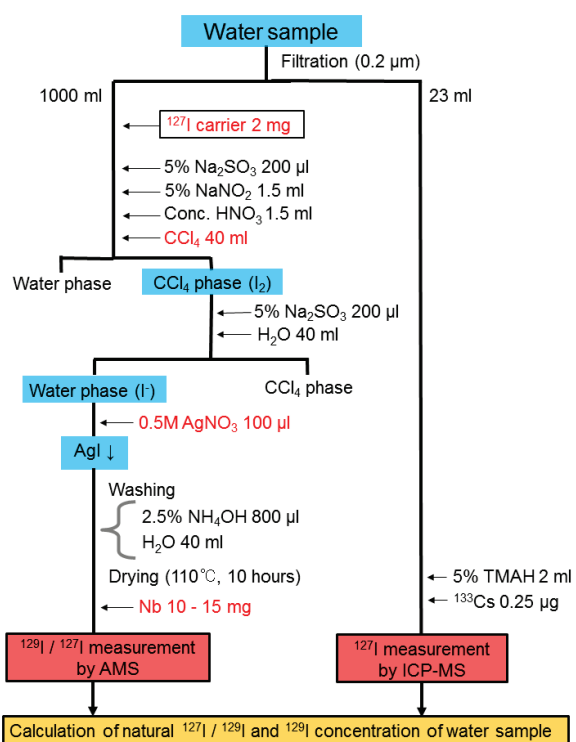 Water sample
Filtration (0.2 µm)
1000 ml
23 ml
¹²⁷I carrier 2 mg
5% Na₂SO₃ 200 µl
5% NaNO₂ 1.5 ml
Conc. HNO₃ 1.5 ml
CCl₄ 40 ml
Water phase
CCl₄ phase (I₂)
5% Na₂SO₃ 200 µl
H₂O 40 ml
Water phase (I⁻)
CCl₄ phase
0.5M AgNO₃ 100 µl
AgI ↓
Washing
2.5% NH₄OH 800 µl
H₂O 40 ml
Drying (110℃, 10 hours)
5% TMAH 2 ml
Nb 10 - 15 mg
¹³³Cs 0.25 µg
¹²⁹I / ¹²⁷I measurement
by AMS
¹²⁷I measurement
by ICP-MS
Calculation of natural ¹²⁷I / ¹²⁹I and ¹²⁹I concentration of water sample